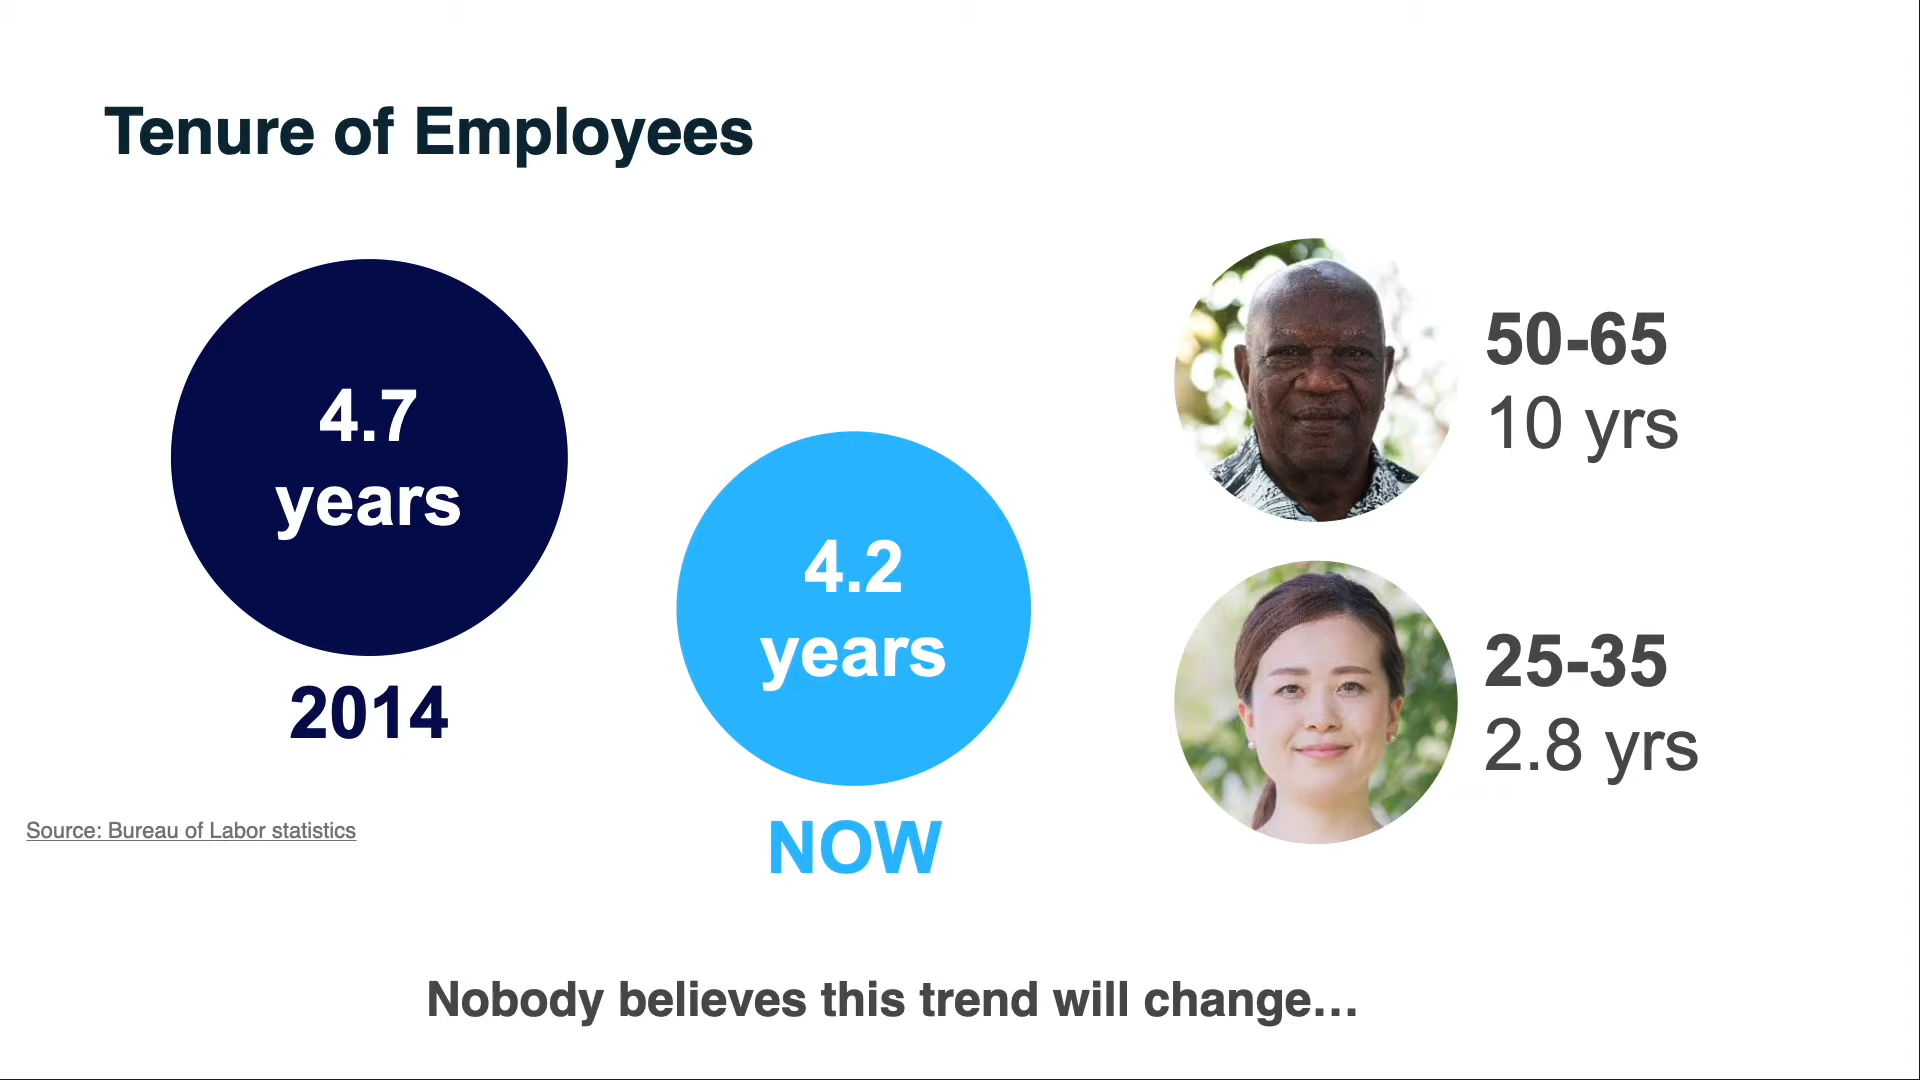 Tenure of Employees
4.7
years
2014
4.2
years
NOW
50-65
10 yrs
25-35
2.8 yrs
Source: Bureau of Labor statistics
Nobody believes this trend will change…